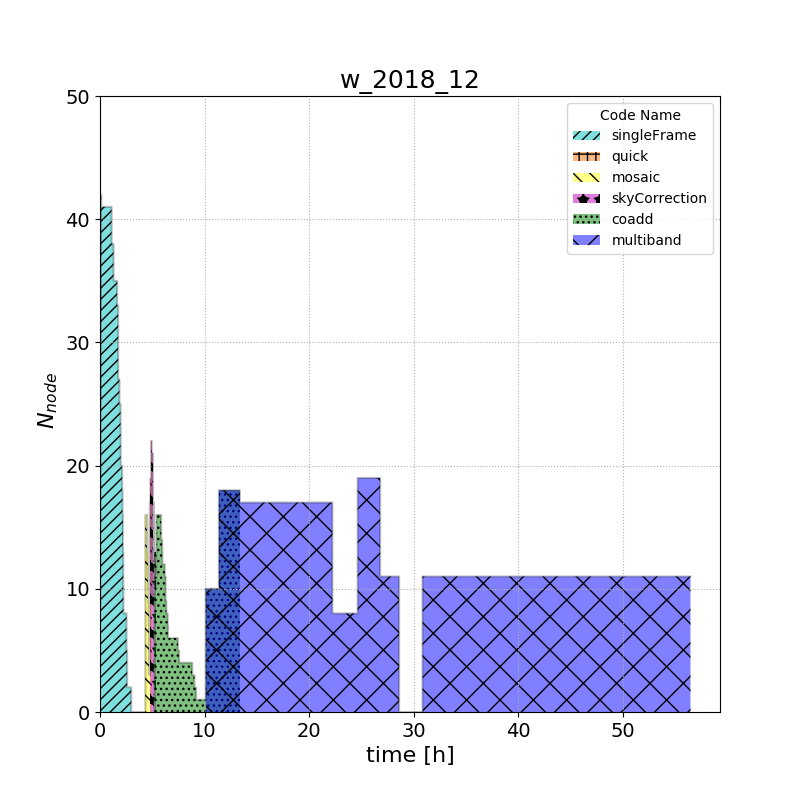 w_2018_12
50
40
30
20
10
0
N_node
0 10 20 30 40 50
time [h]
Code Name
singleFrame
quick
mosaic
skyCorrection
coadd
multiband